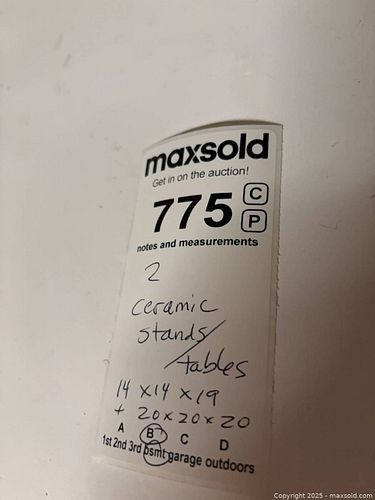 maxsold
Get in on the auction!
775 C
P
notes and measurements
2
ceramic
stands/
tables
14 x14 x 19
+ 20 x 20 x 20
A B C D
1st 2nd 3rd bsmt garage outdoors
Copyright 2025 - maxsold.com